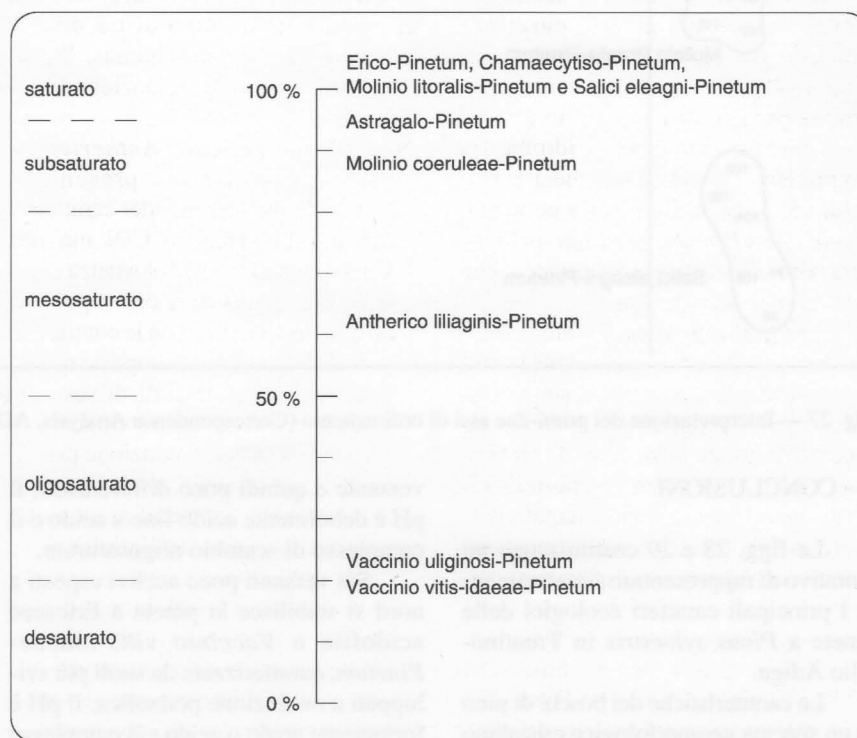 Erico-Pinetum, Chamaecytiso-Pinetum,
saturato 100 % Molinio litoralis-Pinetum e Salici eleagni-Pinetum
Astragalo-Pinetum
subsaturato Molinio coeruleae-Pinetum
mesosaturato
Antherico liliaginis-Pinetum
50 %
oligosaturato
Vaccinio uliginosi-Pinetum
Vaccinio vitis-idaeae-Pinetum
desaturato
0 %